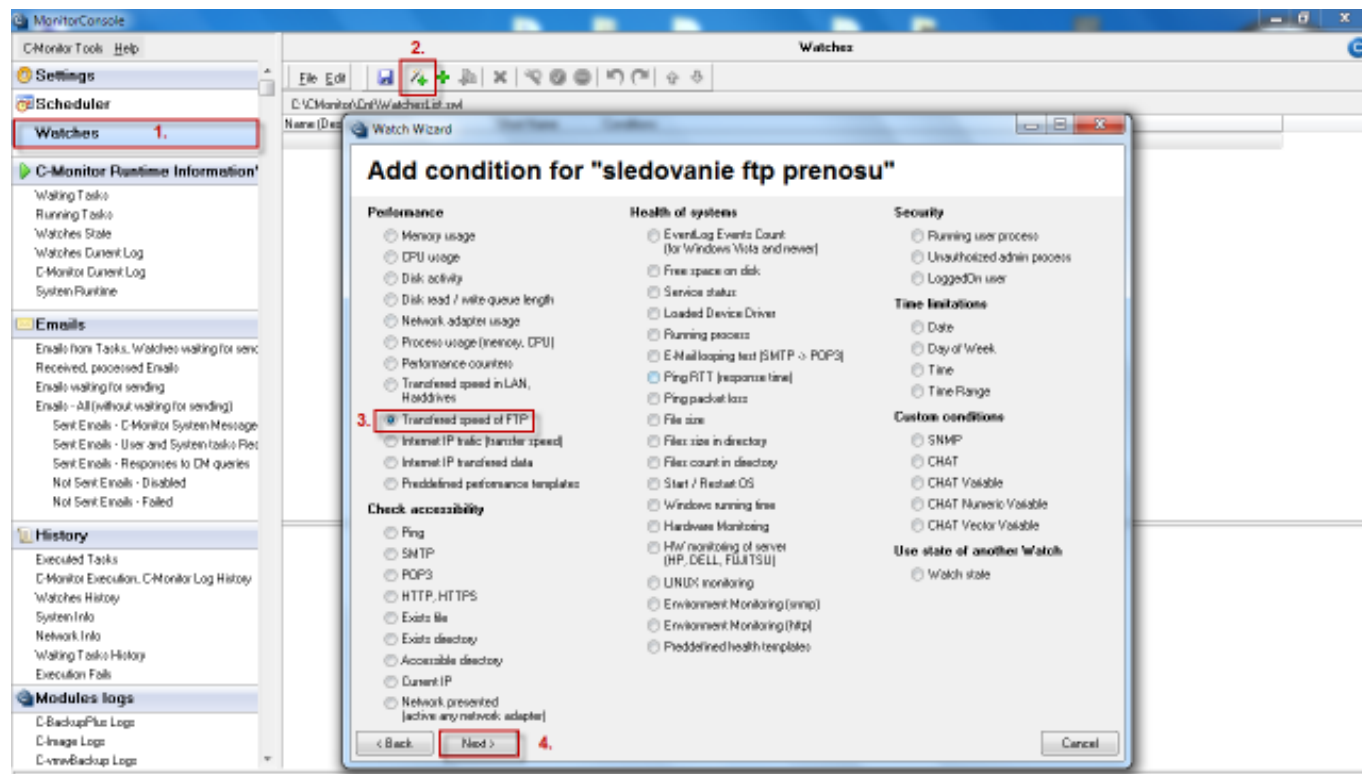 MonitorConsole
C-Monitor Tools Help
Settings
Scheduler
Watches 1.
C-Monitor Runtime Information"
Waiting Tasks
Running Tasks
Watches State
Watches Current Log
C-Monitor Current Log
System Runtime
Emails
Emails from Tasks, Watches waiting for senc
Received, processed Emails
Emails waiting for sending
Emails - All (without waiting for sending)
Sent Emails - C-Monitor System Message
Sent Emails - User and System tasks Rec
Sent Emails - Responses to CM queries
Not Sent Emails - Disabled
Not Sent Emails - Failed
History
Executed Tasks
C-Monitor Execution, C-Monitor Log History
Watches History
System Info
Network Info
Waiting Tasks History
Execution Fails
Modules logs
C-BackupPlus Logs
C-Image Logs
C-vmwBackup Logs
Watches
2.
File Edit
C:\CMonitor\Cnf\WatchesList.swl
Name (Des
Watch Wizard
Add condition for "sledovanie ftp prenosu"
Performance
Memory usage
CPU usage
Disk activity
Disk read / write queue length
Network adapter usage
Process usage (memory, CPU)
Performance counters
Transfered speed in LAN,
Harddrives
3. Transfered speed of FTP
Internet IP trafic (transfer speed)
Internet IP transfered data
Preddefined performance templates
Check accessibility
Ping
SMTP
POP3
HTTP, HTTPS
Exists file
Exists directory
Accessible directory
Current IP
Network presented
(active any network adapter)
Health of systems
EventLog Events Count
(for Windows Vista and newer)
Free space on disk
Service status
Loaded Device Driver
Running process
E-Mail looping test (SMTP -> POP3)
Ping RTT (response time)
Ping packet loss
File size
Files size in directory
Files count in directory
Start / Restart OS
Windows running time
Hardware Monitoring
HW monitoring of server
(HP, DELL, FUJITSU)
LINUX monitoring
Environment Monitoring (snmp)
Environment Monitoring (http)
Preddefined health templates
Security
Running user process
Unauthorized admin process
LoggedOn user
Time limitations
Date
Day of Week
Time
Time Range
Custom conditions
SNMP
CHAT
CHAT Variable
CHAT Numeric Variable
CHAT Vector Variable
Use state of another Watch
Watch state
< Back Next > 4. Cancel